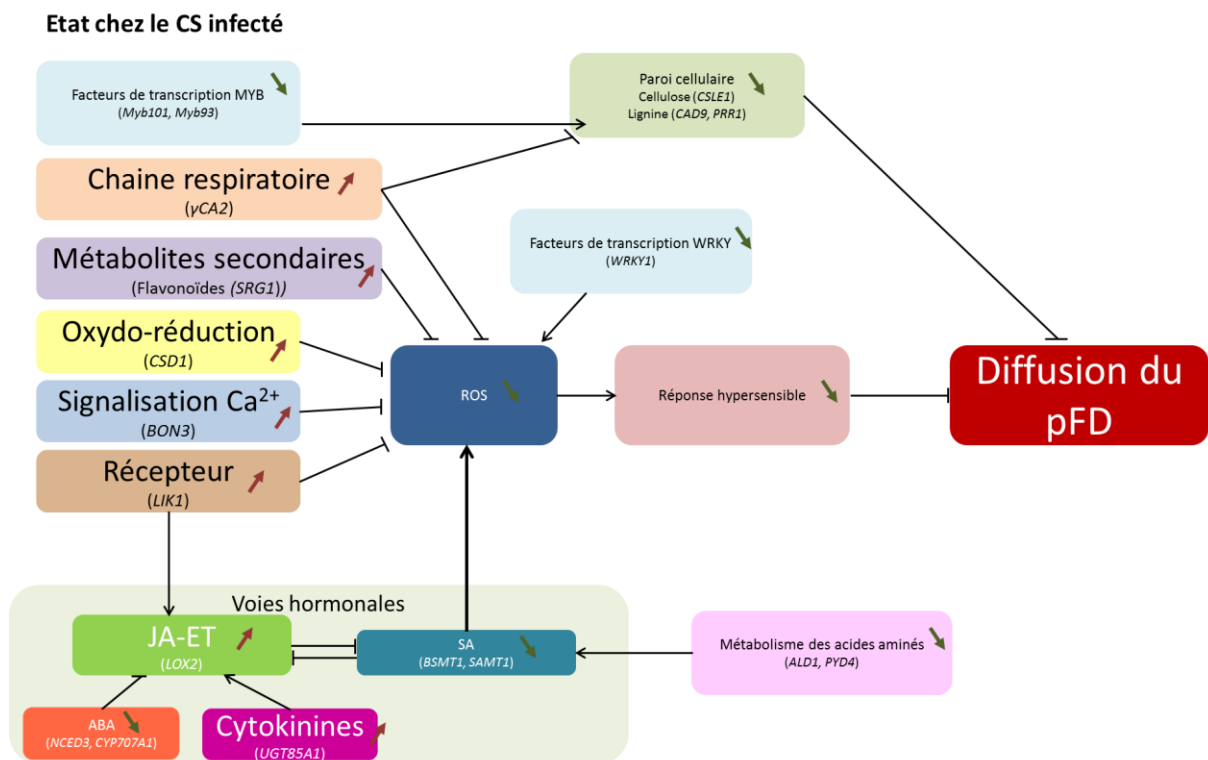 Etat chez le CS infecté
Facteurs de transcription MYB
(Myb101, Myb93)
Paroi cellulaire
Cellulose (CSLE1)
Lignine (CAD9, PRR1)
Chaine respiratoire
(γCA2)
Facteurs de transcription WRKY
(WRKY1)
Métabolites secondaires
(Flavonoïdes (SRG1))
Oxydo-réduction
(CSD1)
Signalisation Ca²⁺
(BON3)
Récepteur
(LIK1)
ROS
Réponse hypersensible
Diffusion du
pFD
Voies hormonales
JA-ET
(LOX2)
SA
(BSMT1, SAMT1)
Métabolisme des acides aminés
(ALD1, PYD4)
ABA
(NCED3, CYP707A1)
Cytokinines
(UGT85A1)